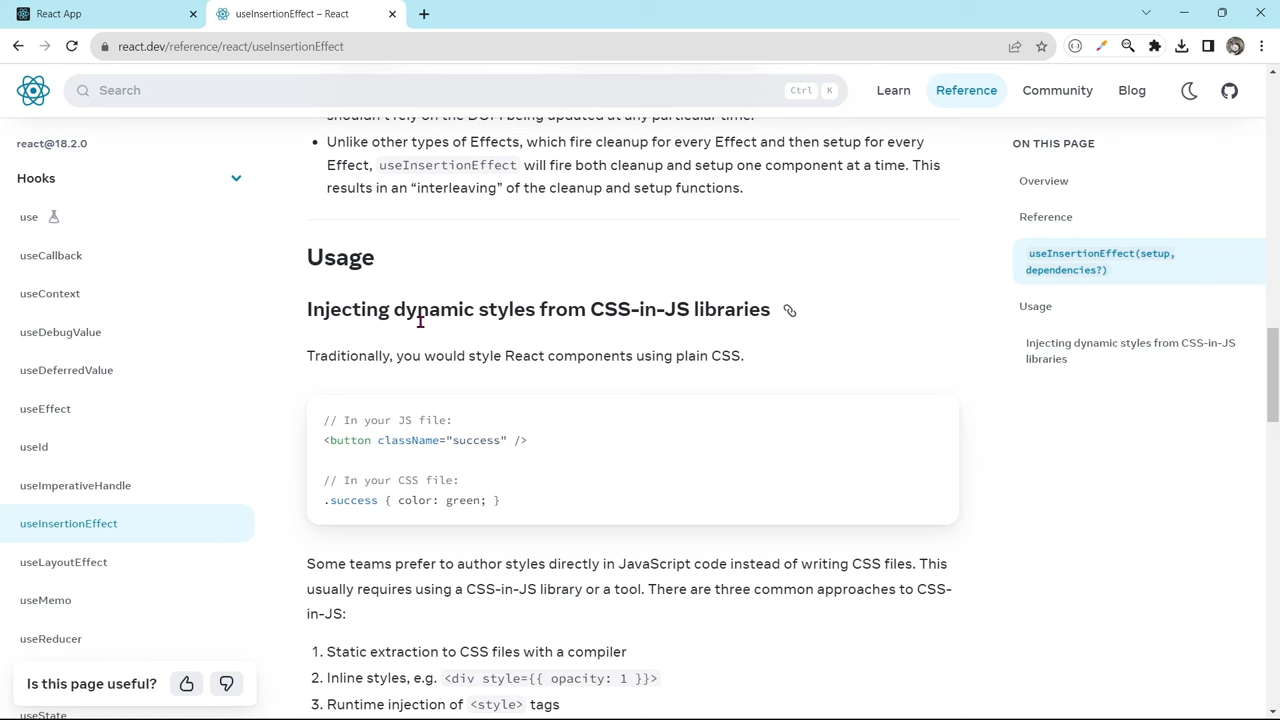 React App
useInsertionEffect – React
react.dev/reference/react/useInsertionEffect
Search
Ctrl K
Learn
Reference
Community
Blog
react@18.2.0
Hooks
use
useCallback
useContext
useDebugValue
useDeferredValue
useEffect
useId
useImperativeHandle
useInsertionEffect
useLayoutEffect
useMemo
useReducer
Is this page useful?
useState
shouldn't rely on the DOM being updated at any particular time.
• Unlike other types of Effects, which fire cleanup for every Effect and then setup for every
Effect, useInsertionEffect will fire both cleanup and setup one component at a time. This
results in an “interleaving” of the cleanup and setup functions.
Usage
Injecting dynamic styles from CSS-in-JS libraries
Traditionally, you would style React components using plain CSS.
// In your JS file:
<button className="success" />
// In your CSS file:
.success { color: green; }
Some teams prefer to author styles directly in JavaScript code instead of writing CSS files. This
usually requires using a CSS-in-JS library or a tool. There are three common approaches to CSS-
in-JS:
1. Static extraction to CSS files with a compiler
2. Inline styles, e.g. <div style={{ opacity: 1 }}>
3. Runtime injection of <style> tags
ON THIS PAGE
Overview
Reference
useInsertionEffect(setup,
dependencies?)
Usage
Injecting dynamic styles from CSS-in-JS
libraries